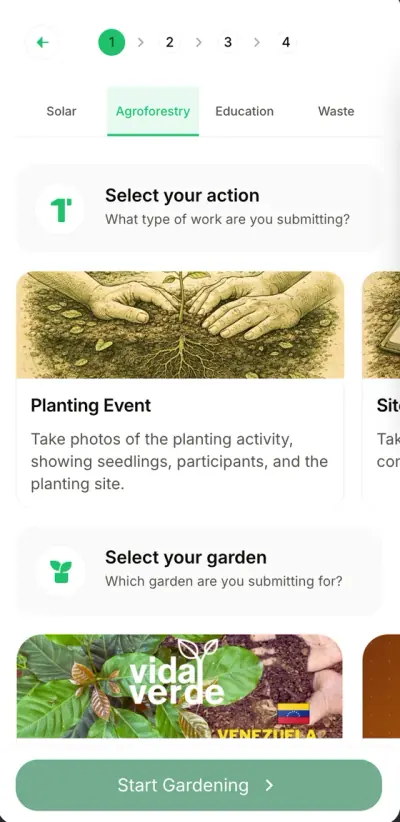 1
2
3
4
Solar
Agroforestry
Education
Waste
Select your action
What type of work are you submitting?
Planting Event
Take photos of the planting activity,
showing seedlings, participants, and the
planting site.
Select your garden
Which garden are you submitting for?
vida
verde
VENEZUELA
Start Gardening